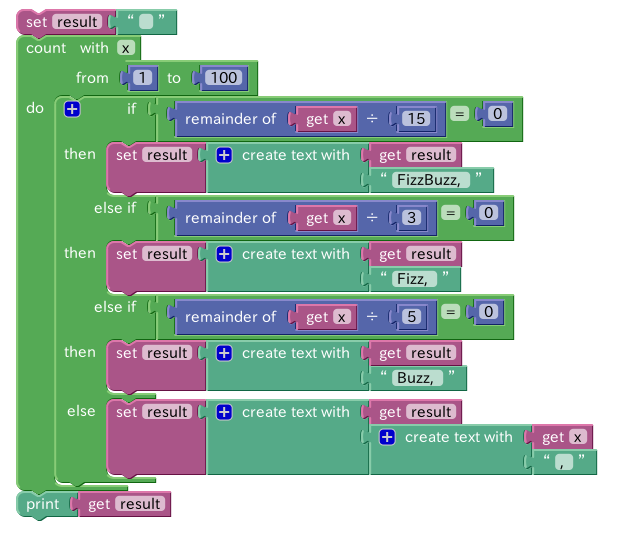 set result “ ”
count with x
from 1 to 100
do if remainder of get x ÷ 15 = 0
then set result create text with get result
“ FizzBuzz, ”
else if remainder of get x ÷ 3 = 0
then set result create text with get result
“ Fizz, ”
else if remainder of get x ÷ 5 = 0
then set result create text with get result
“ Buzz, ”
else set result create text with get result
create text with get x
“ , ”
print get result